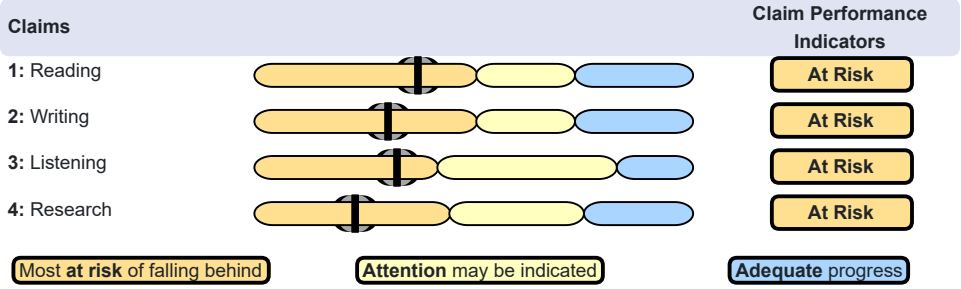 Claims
Claim Performance
Indicators
1: Reading
At Risk
2: Writing
At Risk
3: Listening
At Risk
4: Research
At Risk
Most at risk of falling behind
Attention may be indicated
Adequate progress